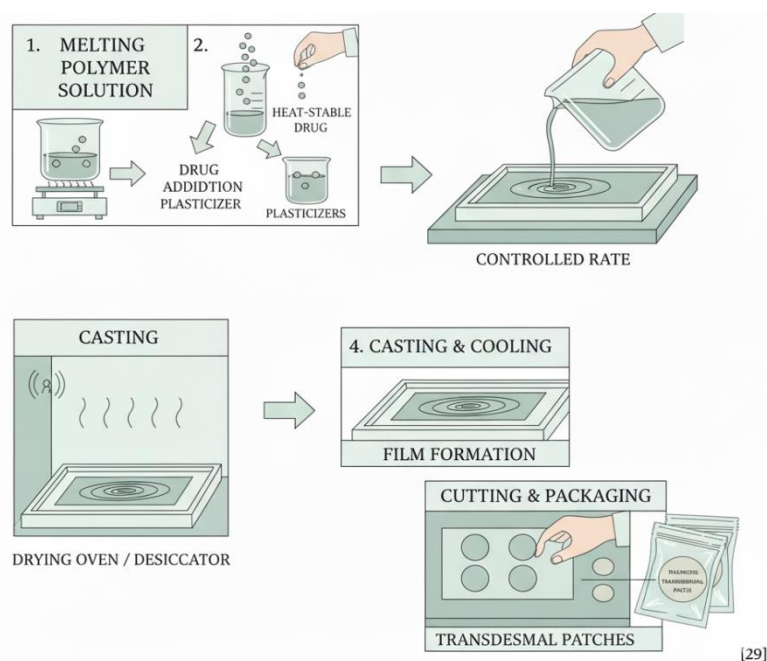 1. MELTING
POLYMER
SOLUTION
2.
HEAT-STABLE
DRUG
DRUG
ADDIDTION
PLASTICIZER
PLASTICIZERS
CONTROLLED RATE
CASTING
DRYING OVEN / DESICCATOR
4. CASTING & COOLING
FILM FORMATION
CUTTING & PACKAGING
TRANSDESMAL PATCHES
[29]